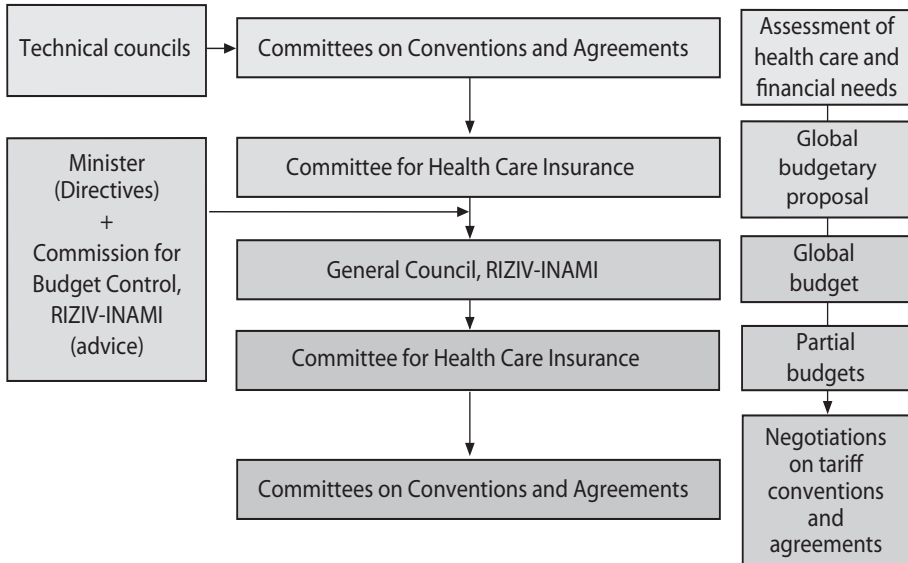 Technical councils
Committees on Conventions and Agreements
Committee for Health Care Insurance
Minister
(Directives)
+
Commission for
Budget Control,
RIZIV-INAMI
(advice)
General Council, RIZIV-INAMI
Committee for Health Care Insurance
Committees on Conventions and Agreements
Assessment of
health care and
financial needs
Global
budgetary
proposal
Global
budget
Partial
budgets
Negotiations
on tariff
conventions
and
agreements